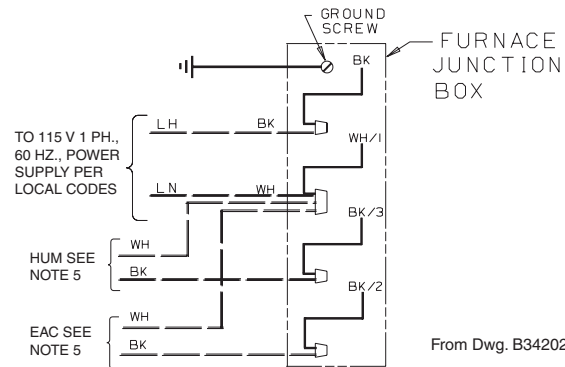 GROUND
SCREW
FURNACE
JUNCTION
BOX
BK
LH
BK
TO 115 V 1 PH.,
60 HZ., POWER
SUPPLY PER
LOCAL CODES
WH/1
LN
WH
BK/3
WH
HUM SEE
NOTE 5
BK
BK/2
WH
EAC SEE
NOTE 5
BK
From Dwg. B34202